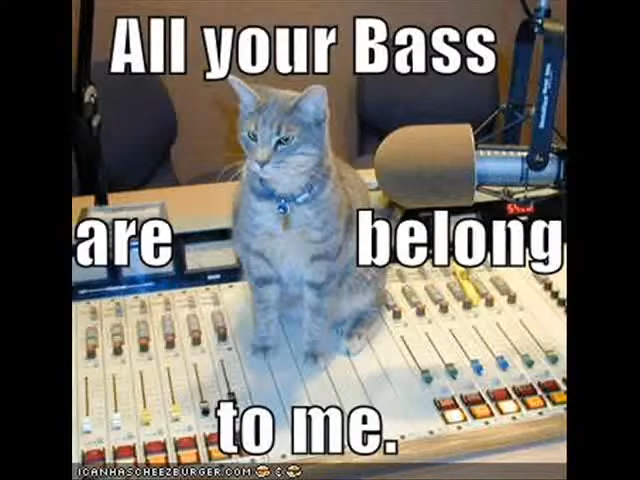 All your Bass
are belong
to me.
ICANHASCHEEZBURGER.COM